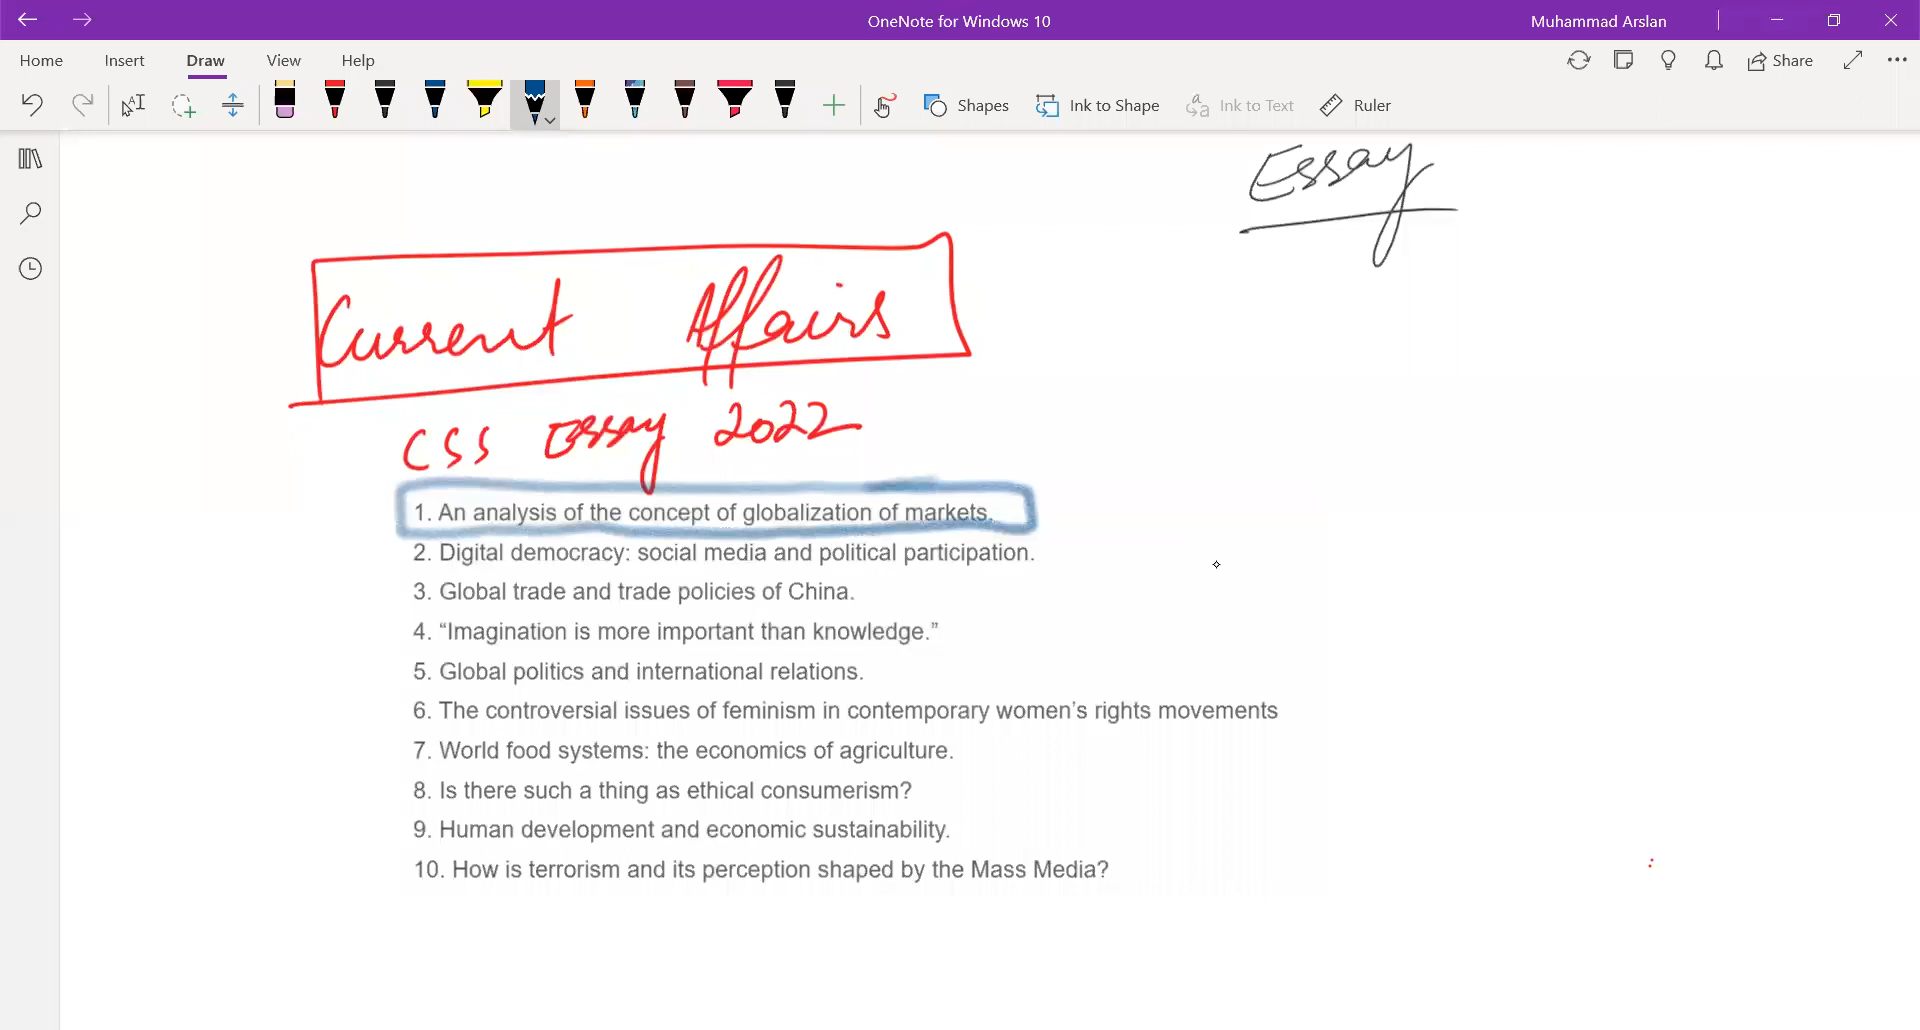 OneNote for Windows 10
Muhammad Arslan
Home Insert Draw View Help
Share
Shapes Ink to Shape Ink to Text Ruler
Essay
Current Affairs
CSS Essay 2022
1. An analysis of the concept of globalization of markets.
2. Digital democracy: social media and political participation.
3. Global trade and trade policies of China.
4. “Imagination is more important than knowledge.”
5. Global politics and international relations.
6. The controversial issues of feminism in contemporary women’s rights movements
7. World food systems: the economics of agriculture.
8. Is there such a thing as ethical consumerism?
9. Human development and economic sustainability.
10. How is terrorism and its perception shaped by the Mass Media?